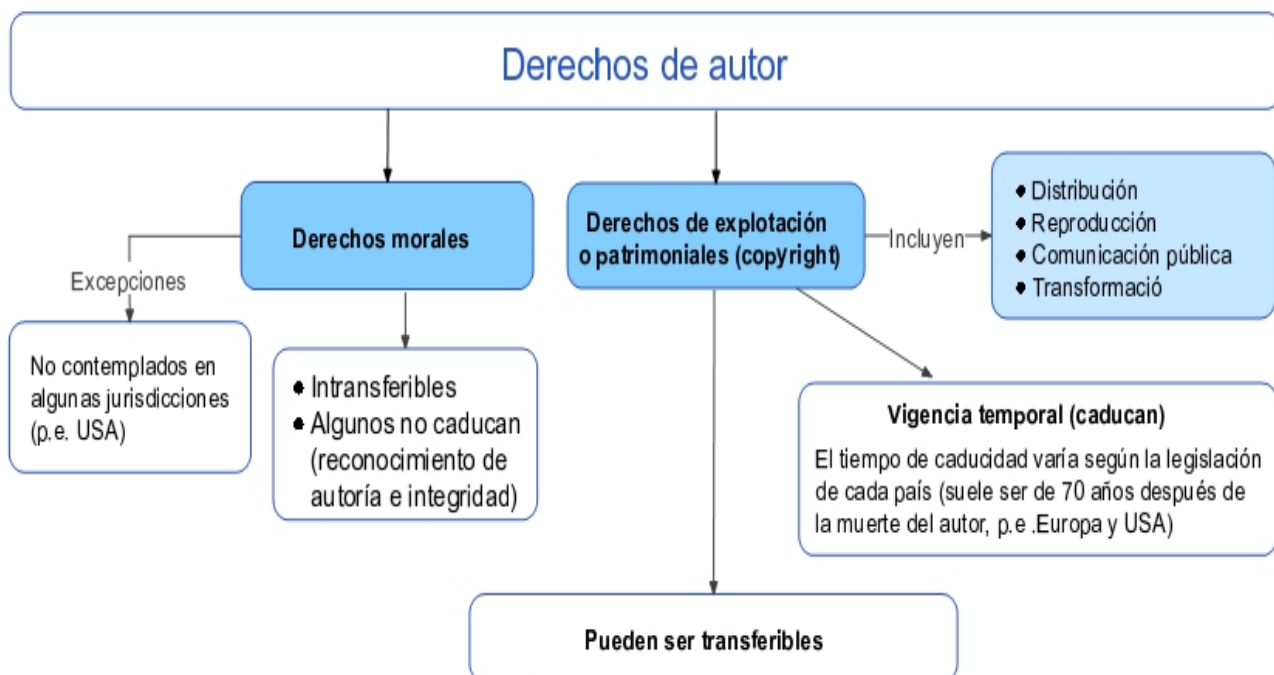 Derechos de autor
Derechos morales
Excepciones
No contemplados en
algunas jurisdicciones
(p.e. USA)
● Intransferibles
● Algunos no caducan
(reconocimiento de
autoría e integridad)
Derechos de explotación
o patrimoniales (copyright)
Incluyen
● Distribución
● Reproducción
● Comunicación pública
● Transformació
Vigencia temporal (caducan)
El tiempo de caducidad varía según la legislación
de cada país (suele ser de 70 años después de
la muerte del autor, p.e .Europa y USA)
Pueden ser transferibles